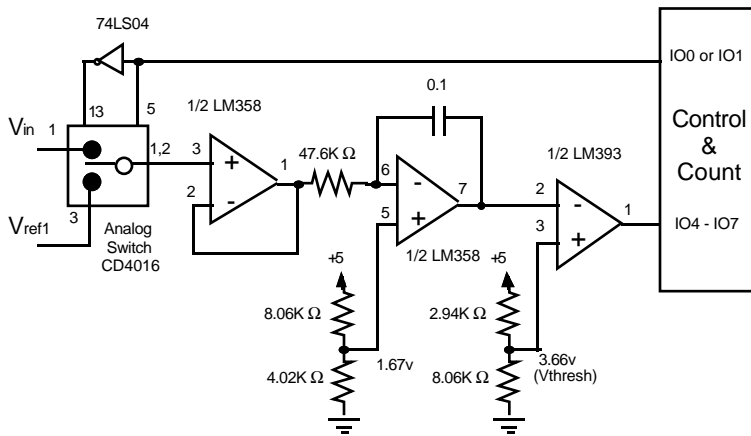 74LS04
IO0 or IO1
0.1
13
5
1/2 LM358
Control
&
Count
Vin
1
1,2
3
1
47.6K Ω
6
7
1/2 LM393
2
1
IO4 - IO7
2
5
3
+
-
-
+
-
+
3
Vref1
Analog
Switch
CD4016
1/2 LM358
+5
+5
8.06K Ω
2.94K Ω
1.67v
3.66v
(Vthresh)
4.02K Ω
8.06K Ω